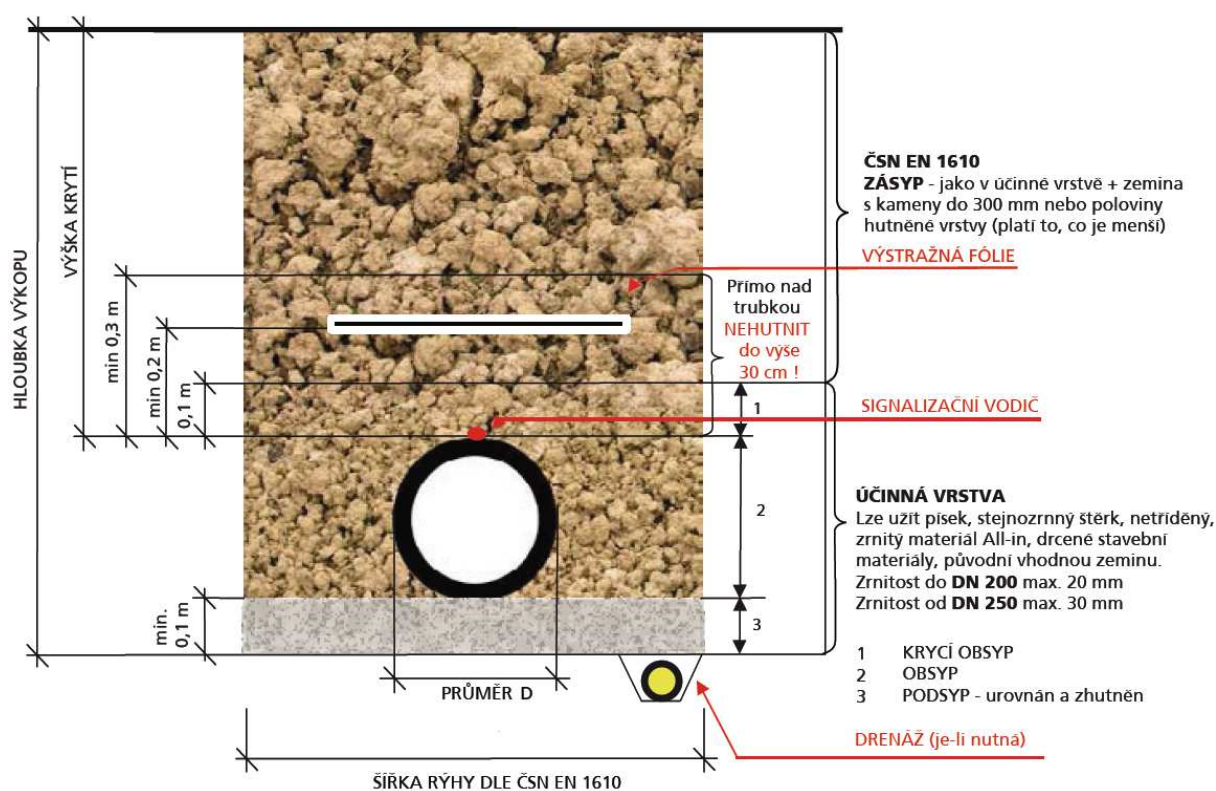 HLOUBKA VÝKOPU
VÝŠKA KRYTÍ
min 0,3 m
min 0,2 m
0,1 m
min.
0,1 m
PRŮMĚR D
ŠÍŘKA RÝHY DLE ČSN EN 1610
Přímo nad
trubkou
NEHUTNIT
do výše
30 cm !
1
2
3
ČSN EN 1610
ZÁSYP - jako v účinné vrstvě + zemina
s kameny do 300 mm nebo poloviny
hutněné vrstvy (platí to, co je menší)
VÝSTRAŽNÁ FÓLIE
SIGNALIZAČNÍ VODIČ
ÚČINNÁ VRSTVA
Lze užít písek, stejnozrnný štěrk, netříděný,
zrnitý materiál All-in, drcené stavební
materiály, původní vhodnou zeminu.
Zrnitost do DN 200 max. 20 mm
Zrnitost od DN 250 max. 30 mm
1 KRYCÍ OBSYP
2 OBSYP
3 PODSYP - urovnán a zhutněn
DRENÁŽ (je-li nutná)